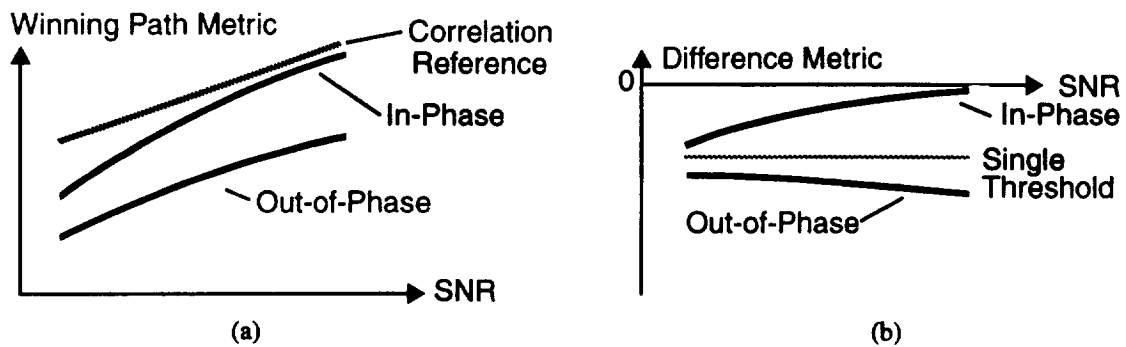 Winning Path Metric
Correlation
Reference
In-Phase
Out-of-Phase
SNR
(a)
0
Difference Metric
SNR
In-Phase
Single
Threshold
Out-of-Phase
(b)